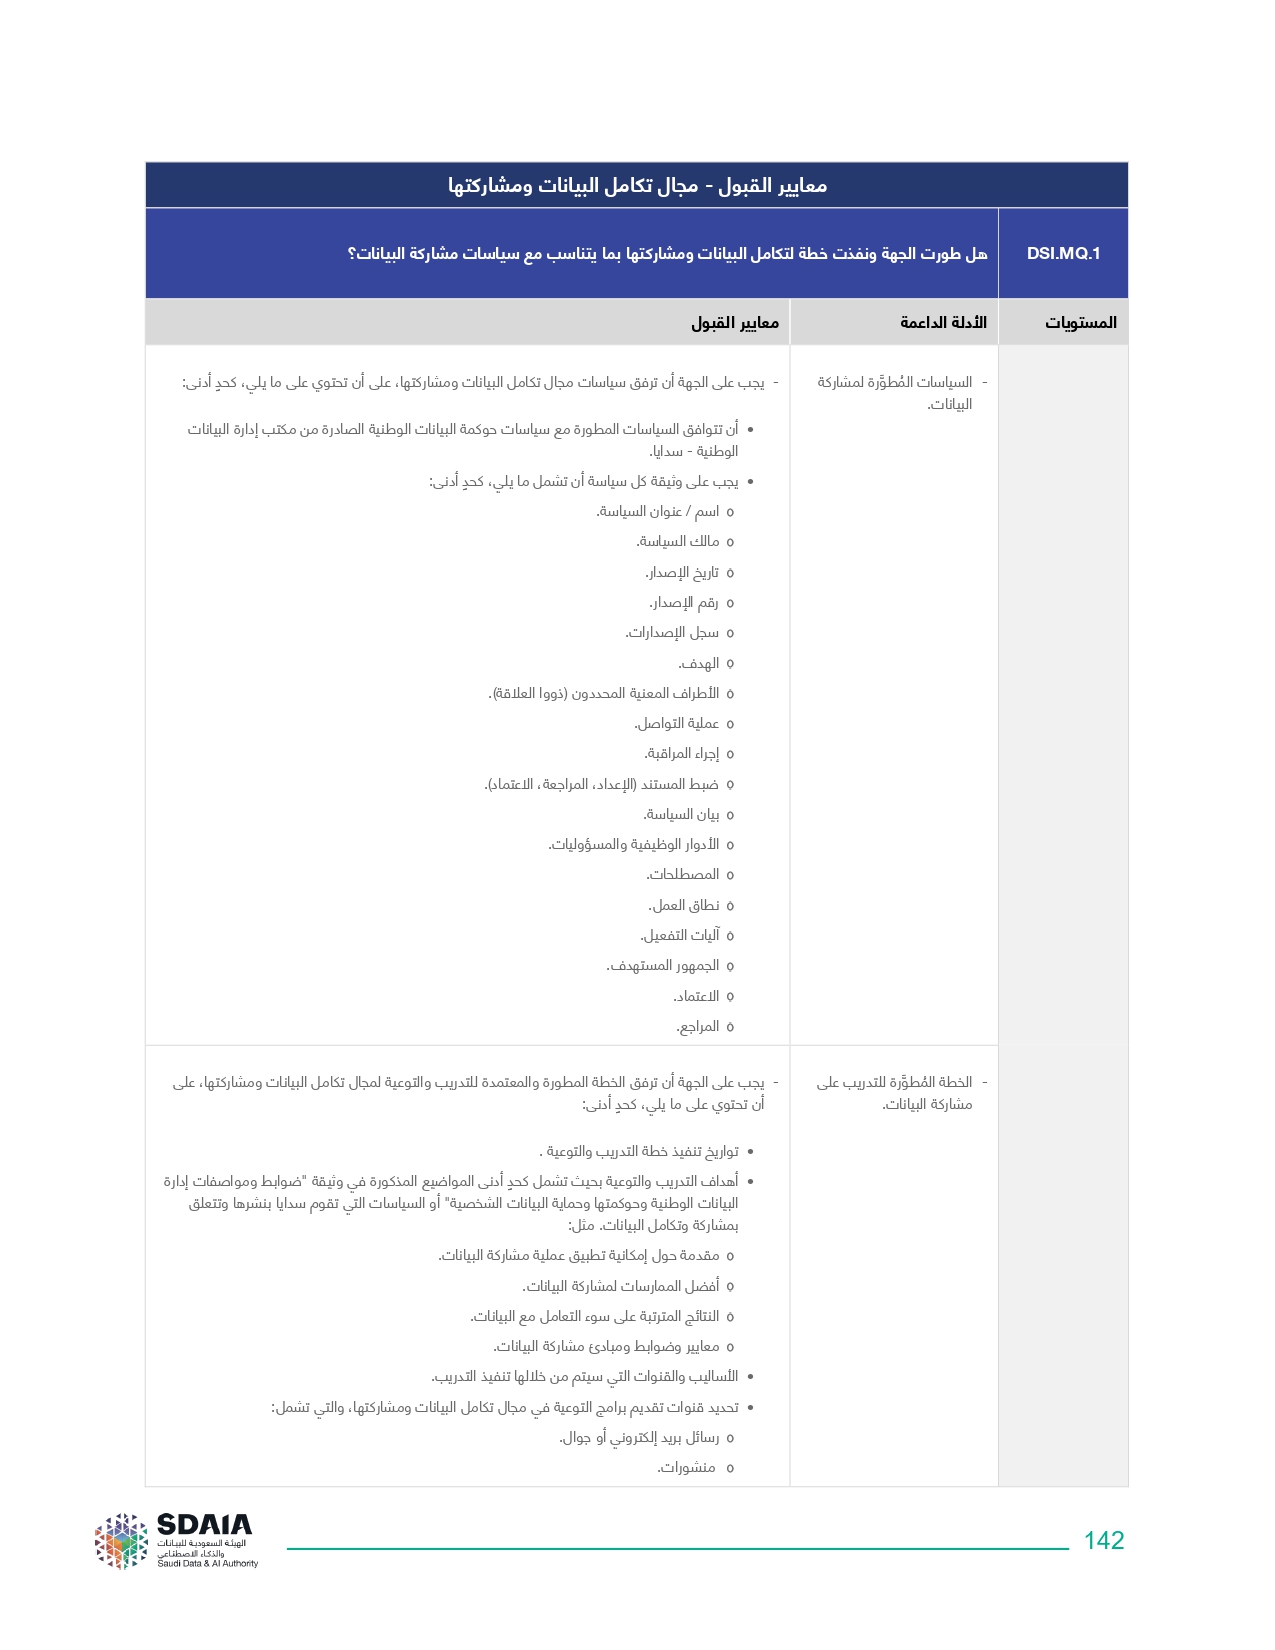 معايير القبول - مجال تكامل البيانات ومشاركتها
DSI.MQ.1
هل طورت الجهة ونفذت خطة لتكامل البيانات ومشاركتها بما يتناسب مع سياسات مشاركة البيانات؟
المستويات
الأدلة الداعمة
معايير القبول
- السياسات المُطوَّرة لمشاركة
البيانات.
- يجب على الجهة أن ترفق سياسات مجال تكامل البيانات ومشاركتها، على أن تحتوي على ما يلي، كحدٍ أدنى:
• أن تتوافق السياسات المطورة مع سياسات حوكمة البيانات الوطنية الصادرة من مكتب إدارة البيانات
الوطنية - سدايا.
• يجب على وثيقة كل سياسة أن تشمل ما يلي، كحدٍ أدنى:
o اسم / عنوان السياسة.
o مالك السياسة.
o تاريخ الإصدار.
o رقم الإصدار.
o سجل الإصدارات.
o الهدف.
o الأطراف المعنية المحددون (ذووا العلاقة).
o عملية التواصل.
o إجراء المراقبة.
o ضبط المستند (الإعداد، المراجعة، الاعتماد).
o بيان السياسة.
o الأدوار الوظيفية والمسؤوليات.
o المصطلحات.
o نطاق العمل.
o آليات التفعيل.
o الجمهور المستهدف.
o الاعتماد.
o المراجع.
- الخطة المُطوَّرة للتدريب على
مشاركة البيانات.
- يجب على الجهة أن ترفق الخطة المطورة والمعتمدة للتدريب والتوعية لمجال تكامل البيانات ومشاركتها، على
أن تحتوي على ما يلي، كحدٍ أدنى:
• تواريخ تنفيذ خطة التدريب والتوعية .
• أهداف التدريب والتوعية بحيث تشمل كحدٍ أدنى المواضيع المذكورة في وثيقة "ضوابط ومواصفات إدارة
البيانات الوطنية وحوكمتها وحماية البيانات الشخصية" أو السياسات التي تقوم سدايا بنشرها وتتعلق
بمشاركة وتكامل البيانات. مثل:
o مقدمة حول إمكانية تطبيق عملية مشاركة البيانات.
o أفضل الممارسات لمشاركة البيانات.
o النتائج المترتبة على سوء التعامل مع البيانات.
o معايير وضوابط ومبادئ مشاركة البيانات.
• الأساليب والقنوات التي سيتم من خلالها تنفيذ التدريب.
• تحديد قنوات تقديم برامج التوعية في مجال تكامل البيانات ومشاركتها، والتي تشمل:
o رسائل بريد إلكتروني أو جوال.
o منشورات.
SDAIA
الهيئة السعودية للبيانات
والذكاء الاصطناعي
Saudi Data & AI Authority
142